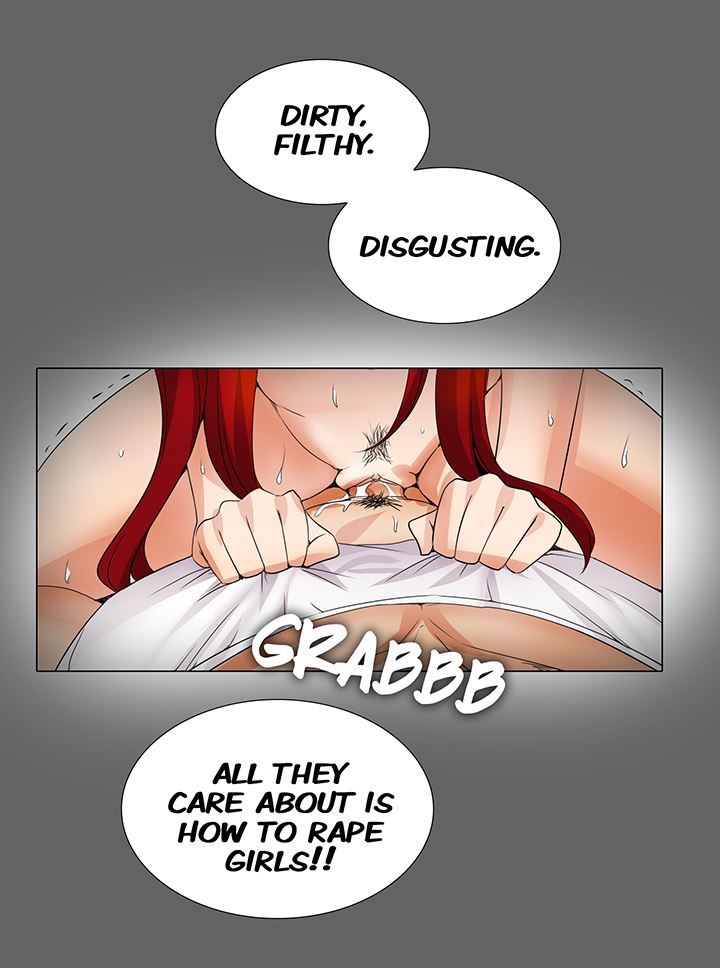 DIRTY,
FILTHY.
DISGUSTING.
GRABBB
ALL THEY
CARE ABOUT IS
HOW TO RAPE
GIRLS!!